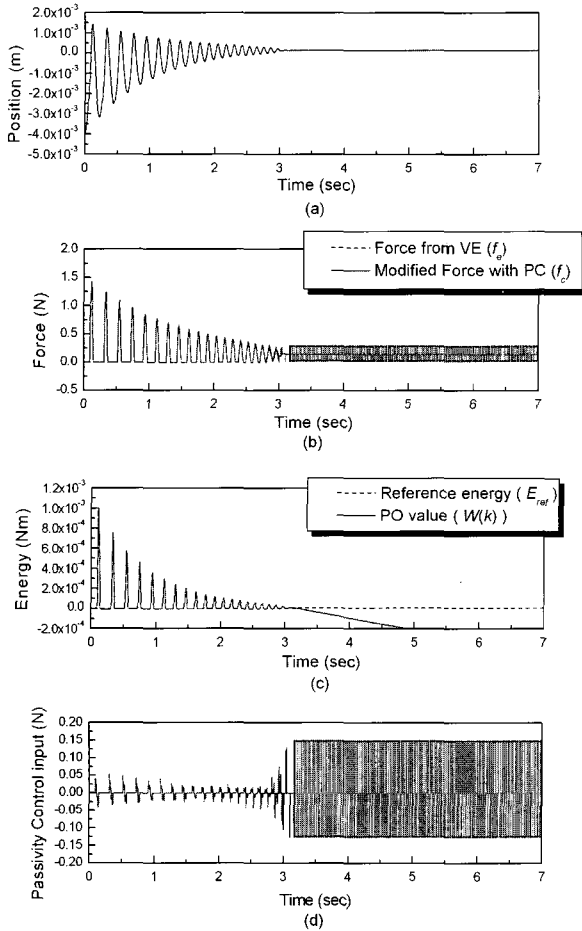 2.0x10⁻³
1.0x10⁻³
0.0
-1.0x10⁻³
-2.0x10⁻³
-3.0x10⁻³
-4.0x10⁻³
-5.0x10⁻³
Position (m)
0 1 2 3 4 5 6 7
Time (sec)
(a)
Force from VE (fₑ)
Modified Force with PC (f꜀)
2.0
1.5
1.0
0.5
0.0
-0.5
Force (N)
0 1 2 3 4 5 6 7
Time (sec)
(b)
Reference energy ( E_ref )
PO value ( W(k) )
1.2x10⁻³
1.0x10⁻³
8.0x10⁻⁴
6.0x10⁻⁴
4.0x10⁻⁴
2.0x10⁻⁴
0.0
-2.0x10⁻⁴
Energy (Nm)
0 1 2 3 4 5 6 7
Time (sec)
(c)
0.20
0.15
0.10
0.05
0.00
-0.05
-0.10
-0.15
-0.20
Passivity Control input (N)
0 1 2 3 4 5 6 7
Time (sec)
(d)